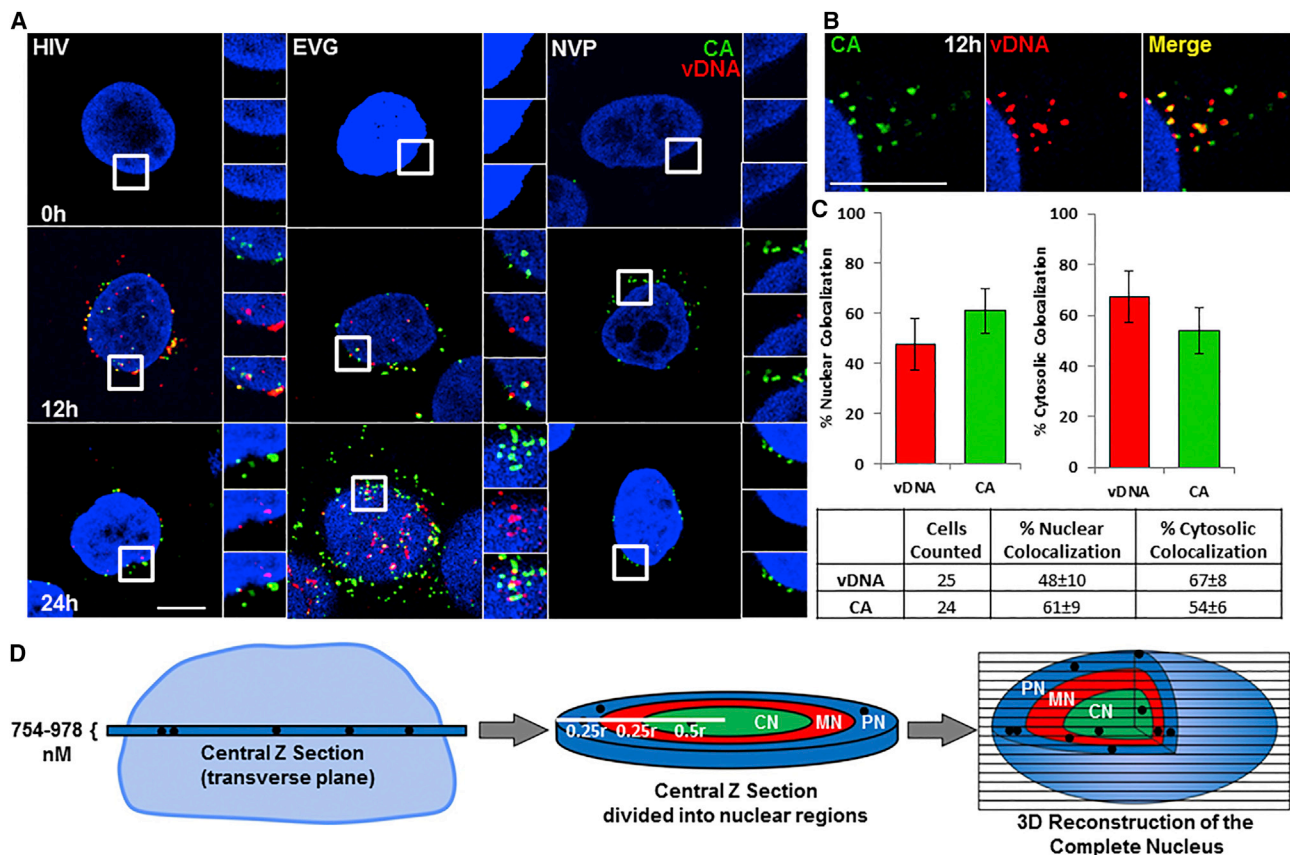 A
HIV
EVG
NVP
CA
vDNA
0h
12h
24h
B
CA
12h
vDNA
Merge
C
% Nuclear Colocalization
100
80
60
40
20
0
vDNA
CA
% Cytosolic Colocalization
100
80
60
40
20
0
vDNA
CA
Cells Counted
% Nuclear Colocalization
% Cytosolic Colocalization
vDNA 25 48±10 67±8
CA 24 61±9 54±6
D
754-978 {
nM
Central Z Section
(transverse plane)
0.25r 0.25r 0.5r
CN
MN
PN
Central Z Section
divided into nuclear regions
PN
MN
CN
3D Reconstruction of the
Complete Nucleus